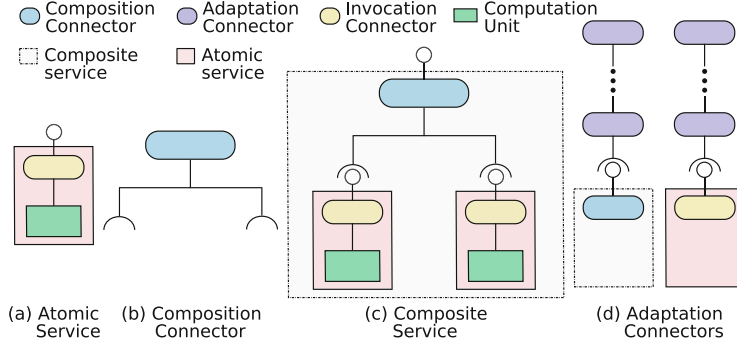 Composition Connector
Adaptation Connector
Invocation Connector
Computation Unit
Composite service
Atomic service
(a) Atomic Service
(b) Composition Connector
(c) Composite Service
(d) Adaptation Connectors